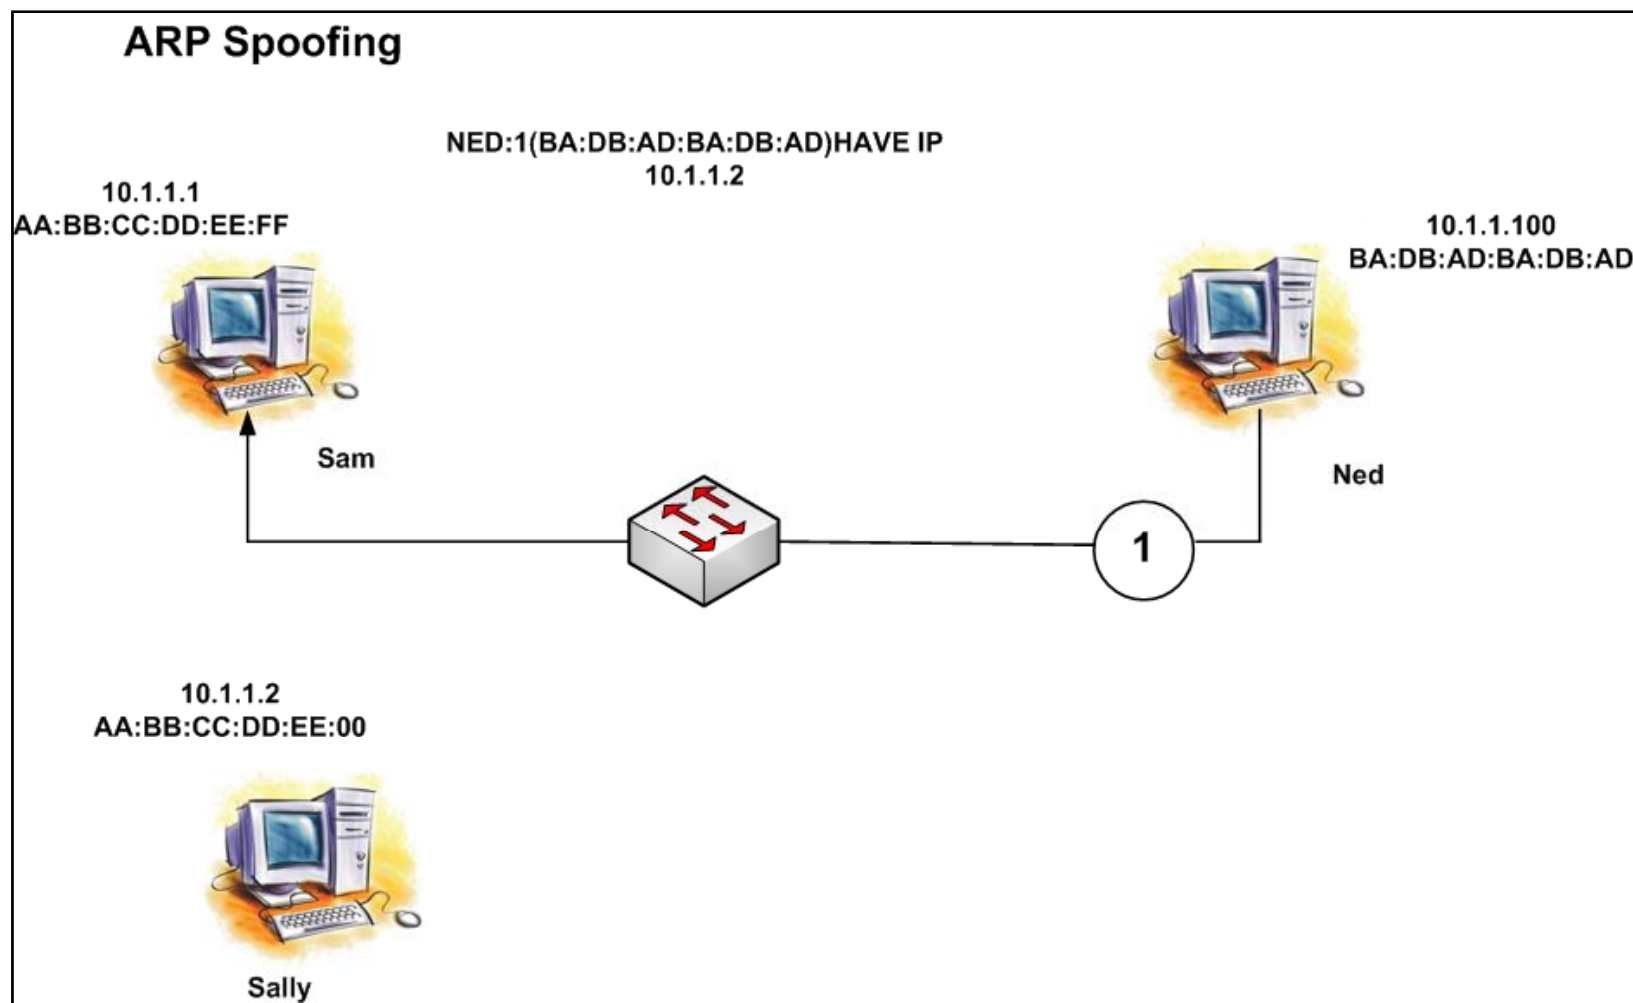 ARP Spoofing
NED:1(BA:DB:AD:BA:DB:AD)HAVE IP
10.1.1.2
10.1.1.1
AA:BB:CC:DD:EE:FF
10.1.1.100
BA:DB:AD:BA:DB:AD
Sam
Ned
1
10.1.1.2
AA:BB:CC:DD:EE:00
Sally